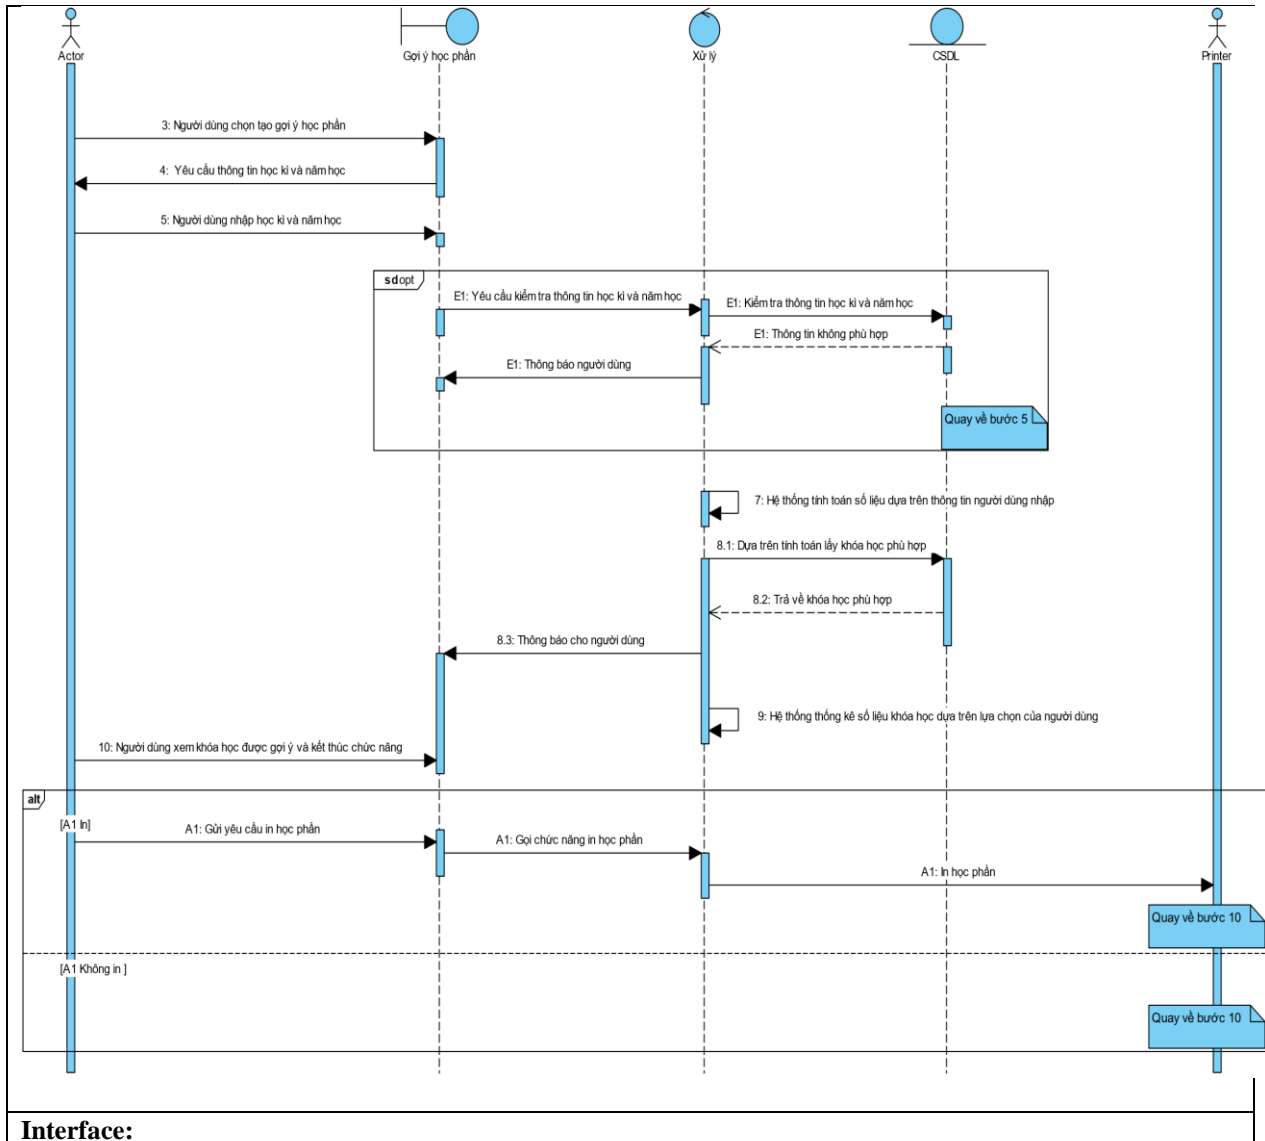 Actor
Gợi ý học phần
Xử lý
CSDL
Printer
3: Người dùng chọn tạo gợi ý học phần
4: Yêu cầu thông tin học kì và năm học
5: Người dùng nhập học kì và năm học
sd opt
E1: Yêu cầu kiểm tra thông tin học kì và năm học
E1: Kiểm tra thông tin học kì và năm học
E1: Thông tin không phù hợp
E1: Thông báo người dùng
Quay về bước 5
7: Hệ thống tính toán số liệu dựa trên thông tin người dùng nhập
8.1: Dựa trên tính toán lấy khóa học phù hợp
8.2: Trả về khóa học phù hợp
8.3: Thông báo cho người dùng
9: Hệ thống thống kê số liệu khóa học dựa trên lựa chọn của người dùng
10: Người dùng xem khóa học được gợi ý và kết thúc chức năng
alt
[A1 In]
A1: Gửi yêu cầu in học phần
A1: Gọi chức năng in học phần
A1: In học phần
Quay về bước 10
[A1 Không in ]
Quay về bước 10
Interface: